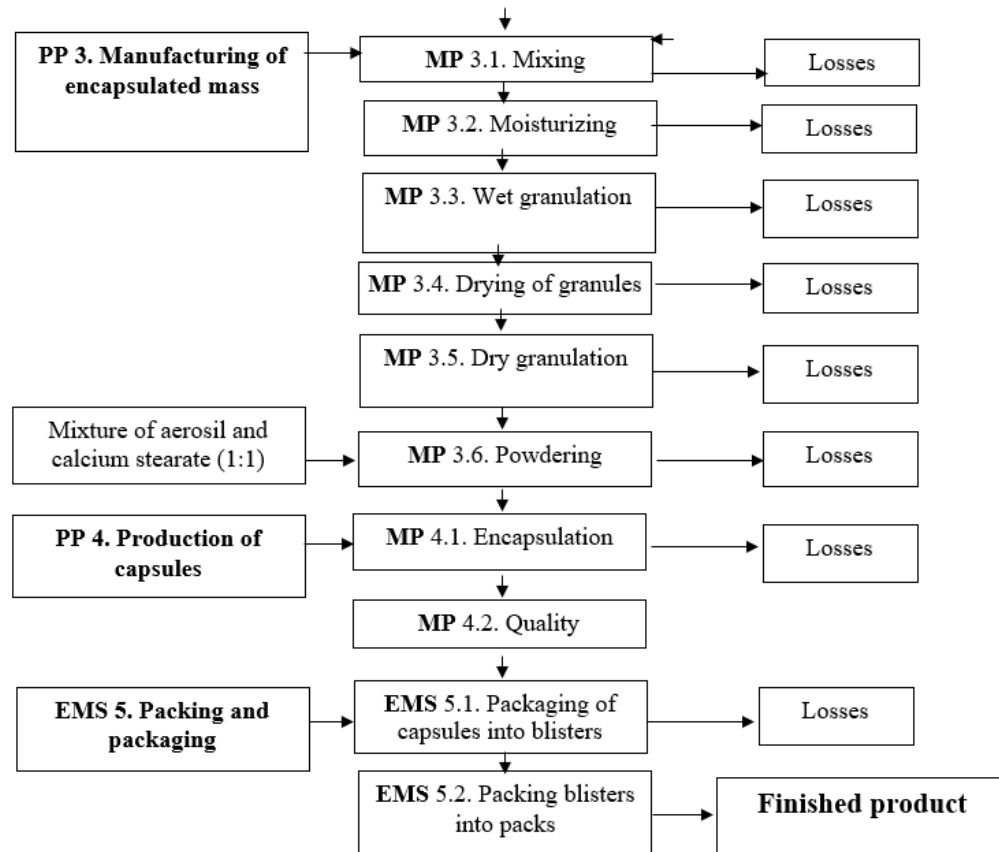 PP 3. Manufacturing of
encapsulated mass
MP 3.1. Mixing
Losses
MP 3.2. Moisturizing
Losses
MP 3.3. Wet granulation
Losses
MP 3.4. Drying of granules
Losses
MP 3.5. Dry granulation
Losses
Mixture of aerosil and
calcium stearate (1:1)
MP 3.6. Powdering
Losses
PP 4. Production of
capsules
MP 4.1. Encapsulation
Losses
MP 4.2. Quality
EMS 5. Packing and
packaging
EMS 5.1. Packaging of
capsules into blisters
Losses
EMS 5.2. Packing blisters
into packs
Finished product